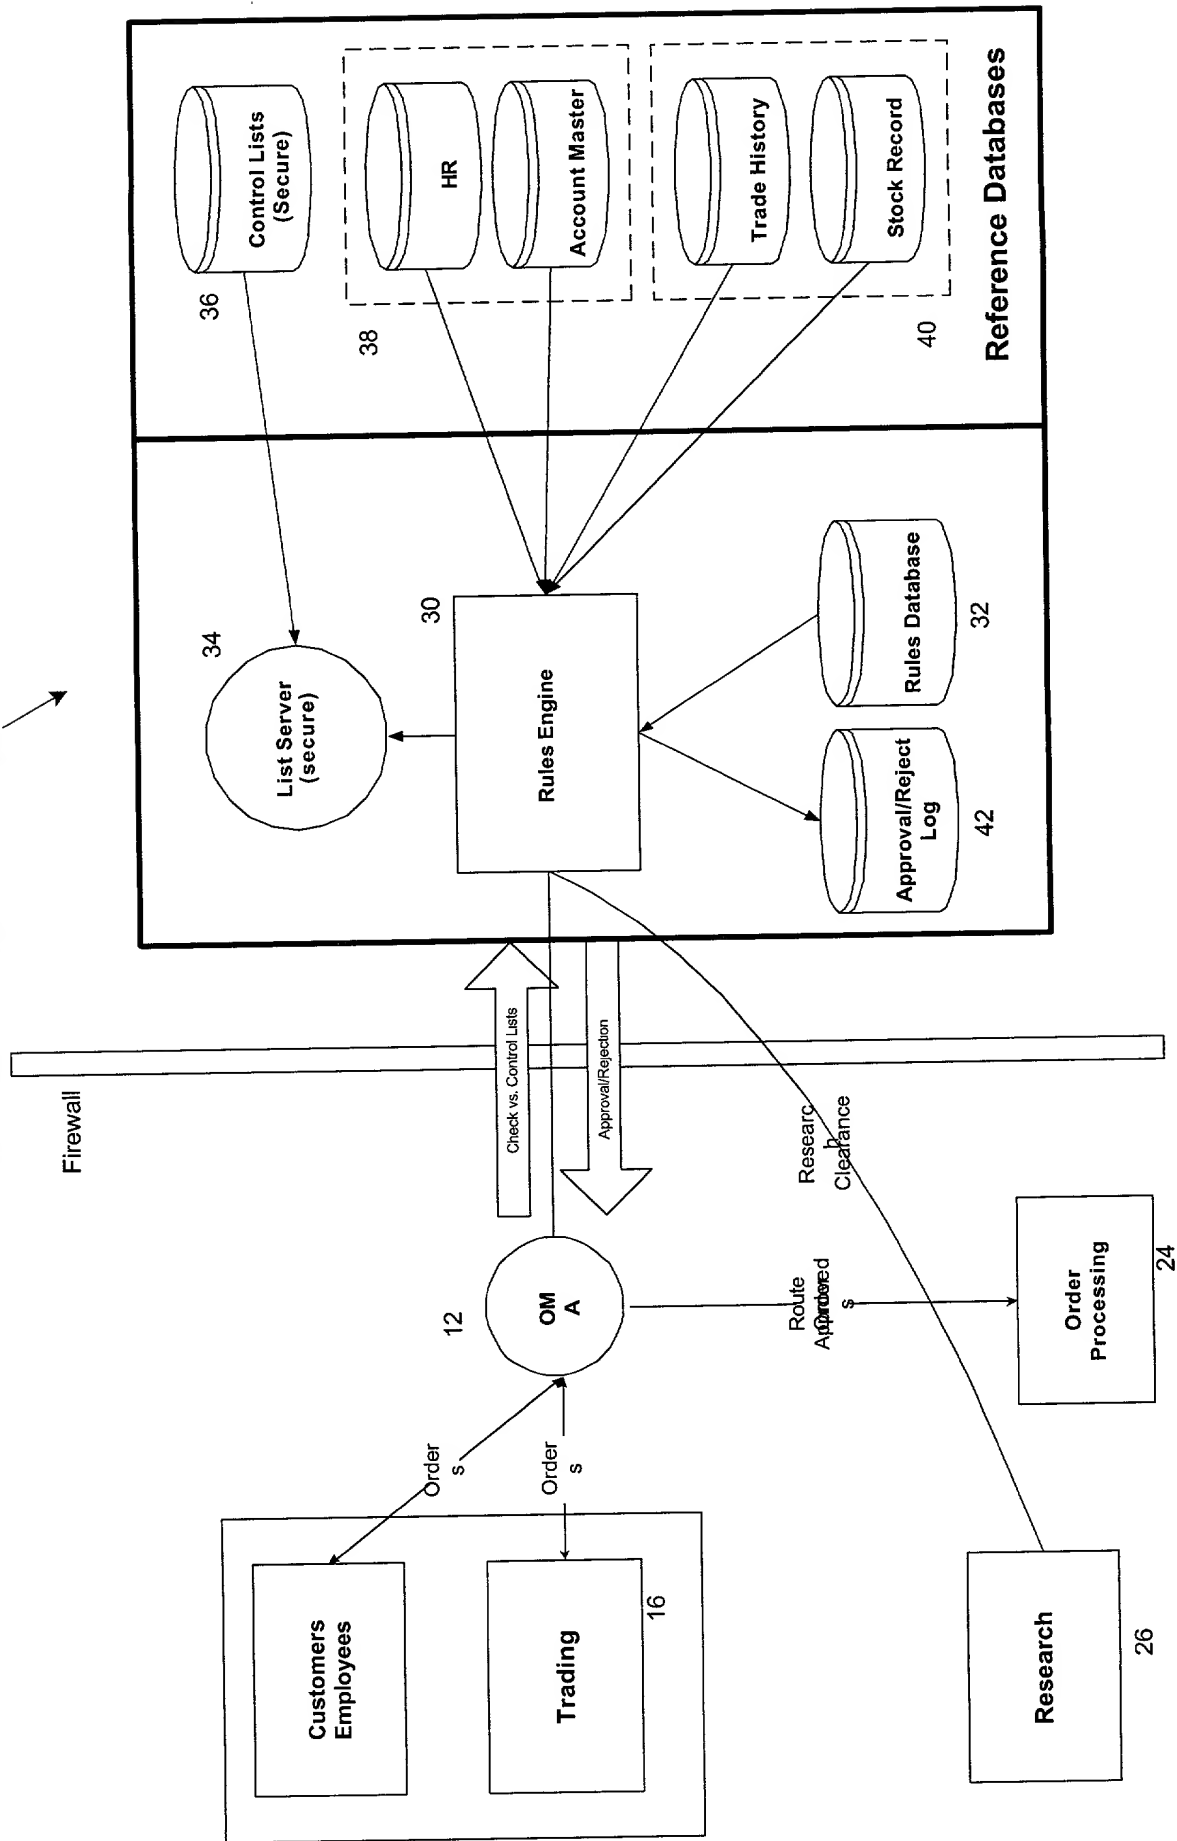 Customers
Employees
Trading
16
Order
s
Order
s
12
OM
A
Firewall
Check vs. Control Lists
Approval/Rejection
Route
Approved
Order
s
Researc
h
Clearance
Order
Processing
24
Research
26
34
List Server
(secure)
30
Rules Engine
Approval/Reject
Log
42
Rules Database
32
36
Control Lists
(Secure)
38
HR
Account Master
Trade History
Stock Record
40
Reference Databases